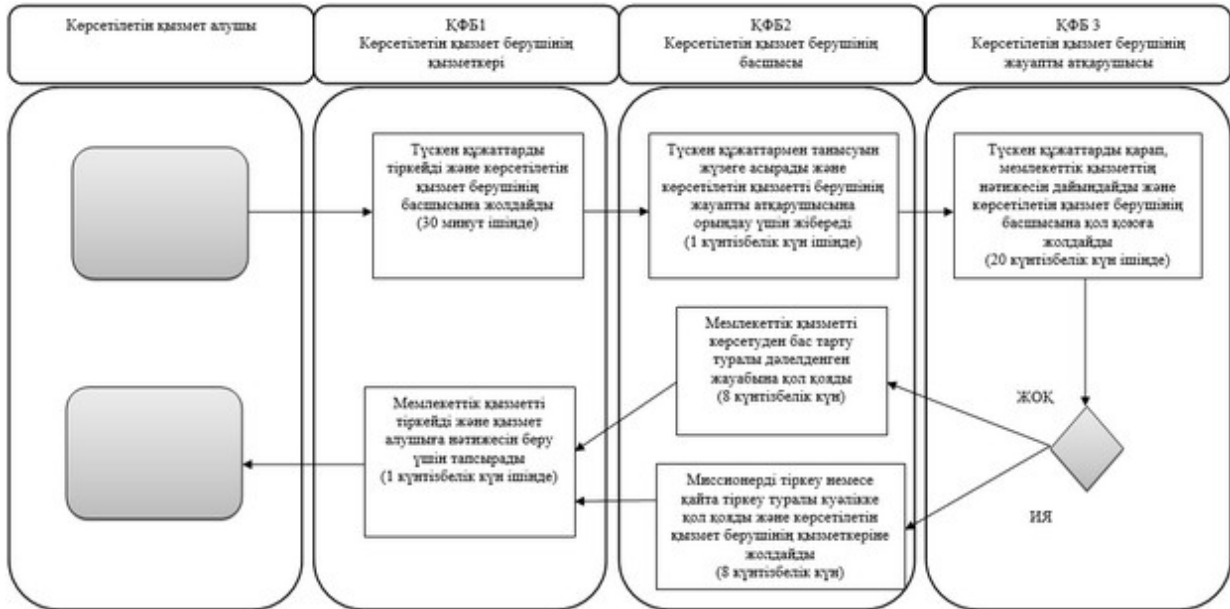 Көрсетілетін қызмет алушы
ҚФБ1
Көрсетілетін қызмет берушінің
қызметкері
ҚФБ2
Көрсетілетін қызмет берушінің
басшысы
ҚФБ 3
Көрсетілетін қызмет берушінің
жауапты атқарушысы
Түскен құжаттарды
тіркейді және көрсетілетін
қызмет берушінің
басшысына жолдайды
(30 минут ішінде)
Түскен құжаттармен танысуын
жүзеге асырады және
көрсетілетін қызметті берушінің
жауапты атқарушысына
орындау үшін жібереді
(1 күнтізбелік күн ішінде)
Түскен құжаттарды қарап,
мемлекеттік қызметтің
нәтижесін дайындайды және
көрсетілетін қызмет берушінің
басшысына қол қоюға
жолдайды
(20 күнтізбелік күн ішінде)
Мемлекеттік қызметті
көрсетуден бас тарту
туралы дәлелденген
жауабына қол қояды
(8 күнтізбелік күн)
ЖОҚ
Мемлекеттік қызметті
тіркейді және қызмет
алушыға нәтижесін беру
үшін тапсырады
(1 күнтізбелік күн ішінде)
Миссионерді тіркеу немесе
қайта тіркеу туралы куәлікке
қол қояды және көрсетілетін
қызмет берушінің қызметкеріне
жолдайды
(8 күнтізбелік күн)
ИЯ